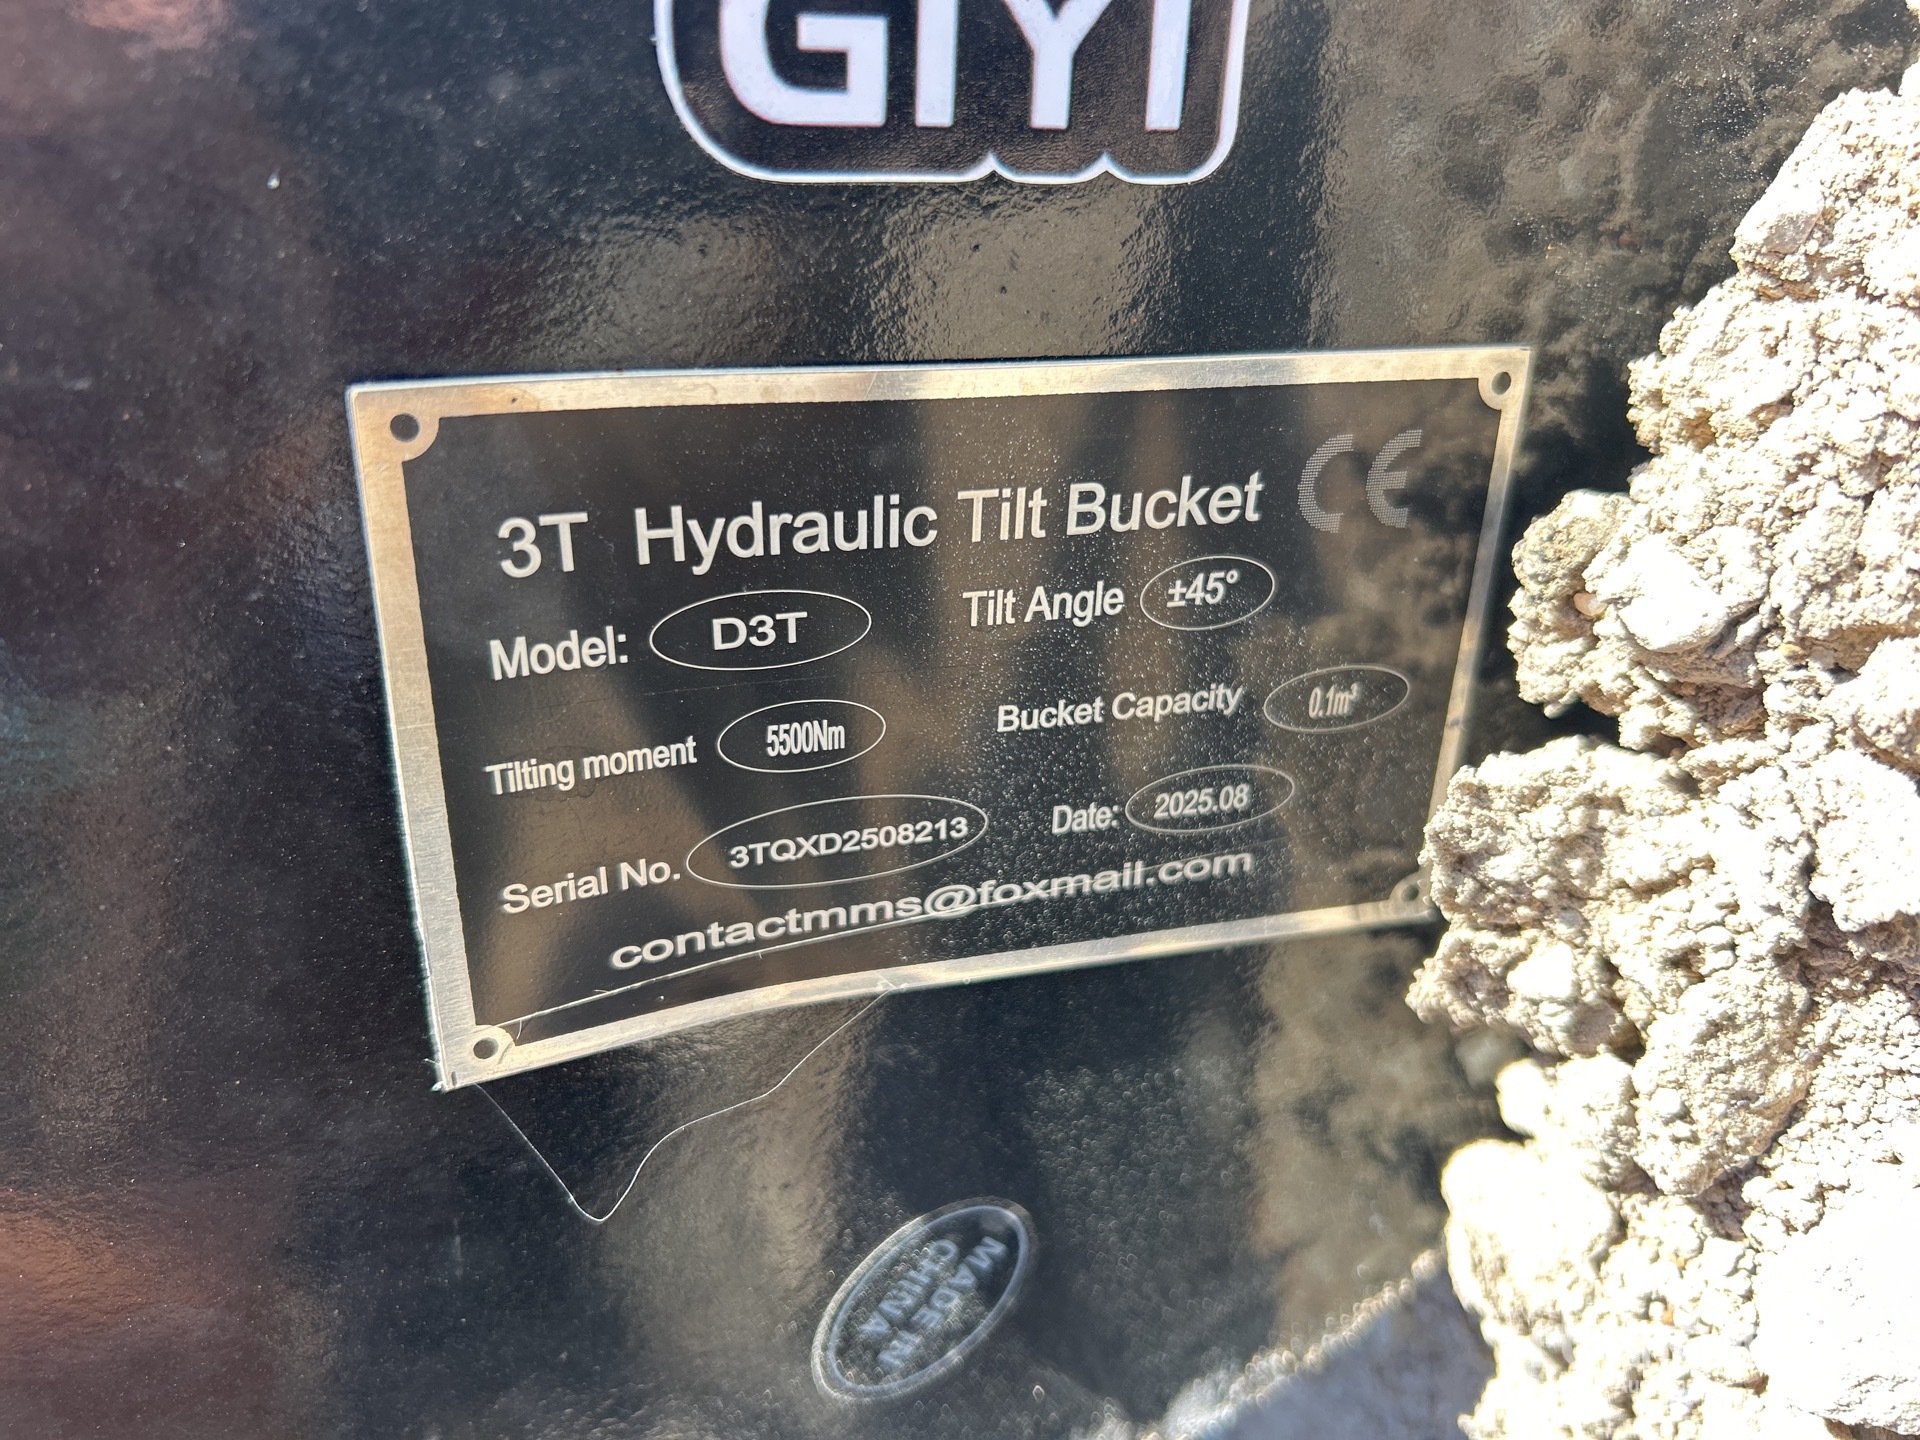 GIYI
CE
3T Hydraulic Tilt Bucket
Model: D3T Tilt Angle ±45°
Tilting moment 5500Nm Bucket Capacity 0.1m³
Serial No. 3TQXD2508213 Date: 2025.08
contactmms@foxmail.com
MADE IN
CHINA